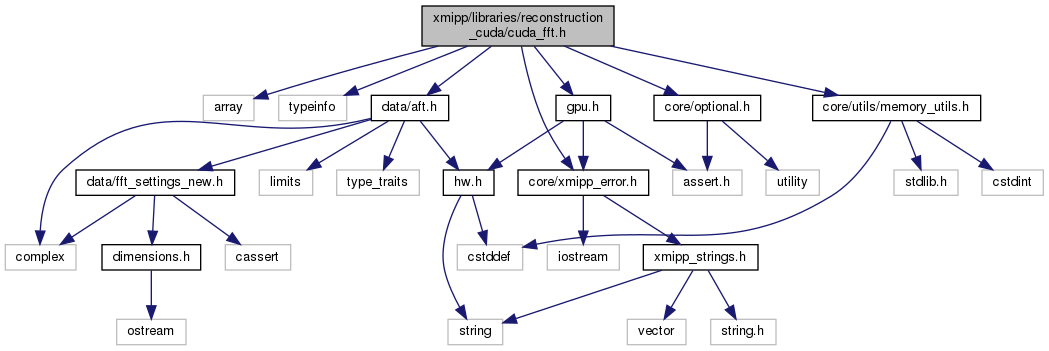 xmipp/libraries/reconstruction
_cuda/cuda_fft.h
array
typeinfo
data/aft.h
gpu.h
core/optional.h
core/utils/memory_utils.h
data/fft_settings_new.h
limits
type_traits
hw.h
core/xmipp_error.h
assert.h
utility
stdlib.h
cstdint
complex
dimensions.h
cassert
cstddef
iostream
xmipp_strings.h
ostream
string
vector
string.h